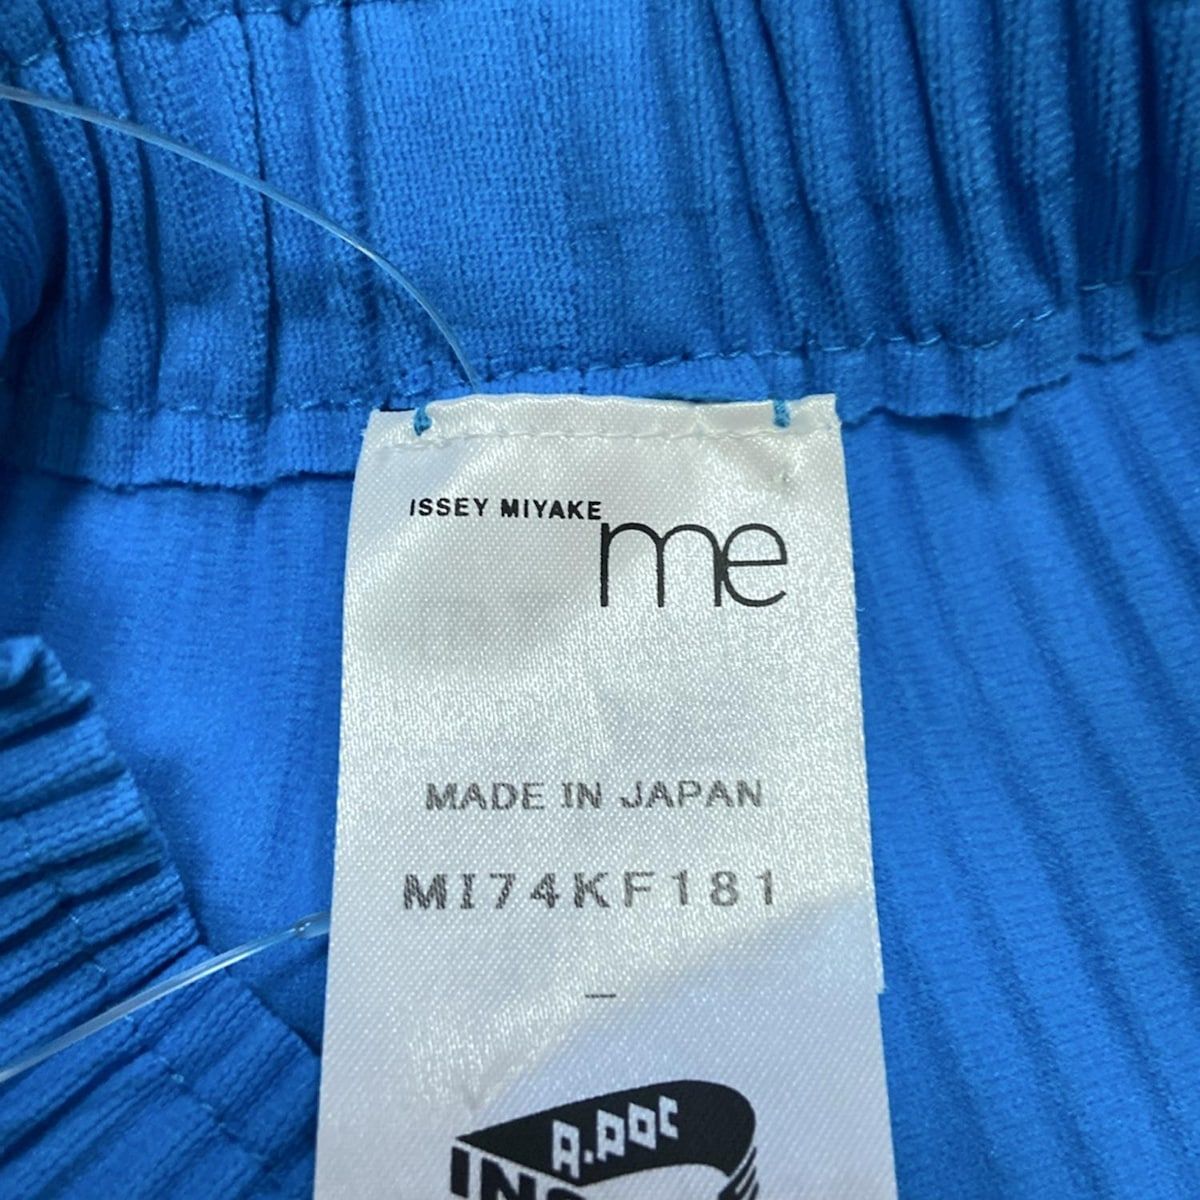 ISSEY MIYAKE
me
MADE IN JAPAN
MI74KF181
–
A.POC